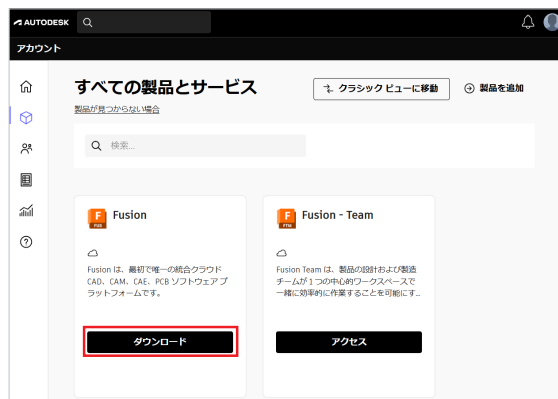 AUTODESK
アカウント
すべての製品とサービス
クラシック ビューに移動
製品を追加
製品が見つからない場合
検索...
F
FUS
Fusion
Fusion は、最初で唯一の統合クラウド
CAD、CAM、CAE、PCB ソフトウェア プ
ラットフォームです。
ダウンロード
F
FTM
Fusion - Team
Fusion Team は、製品の設計および製造
チームが 1 つの中心的ワークスペースで
一緒に効率的に作業することを可能にす...
アクセス